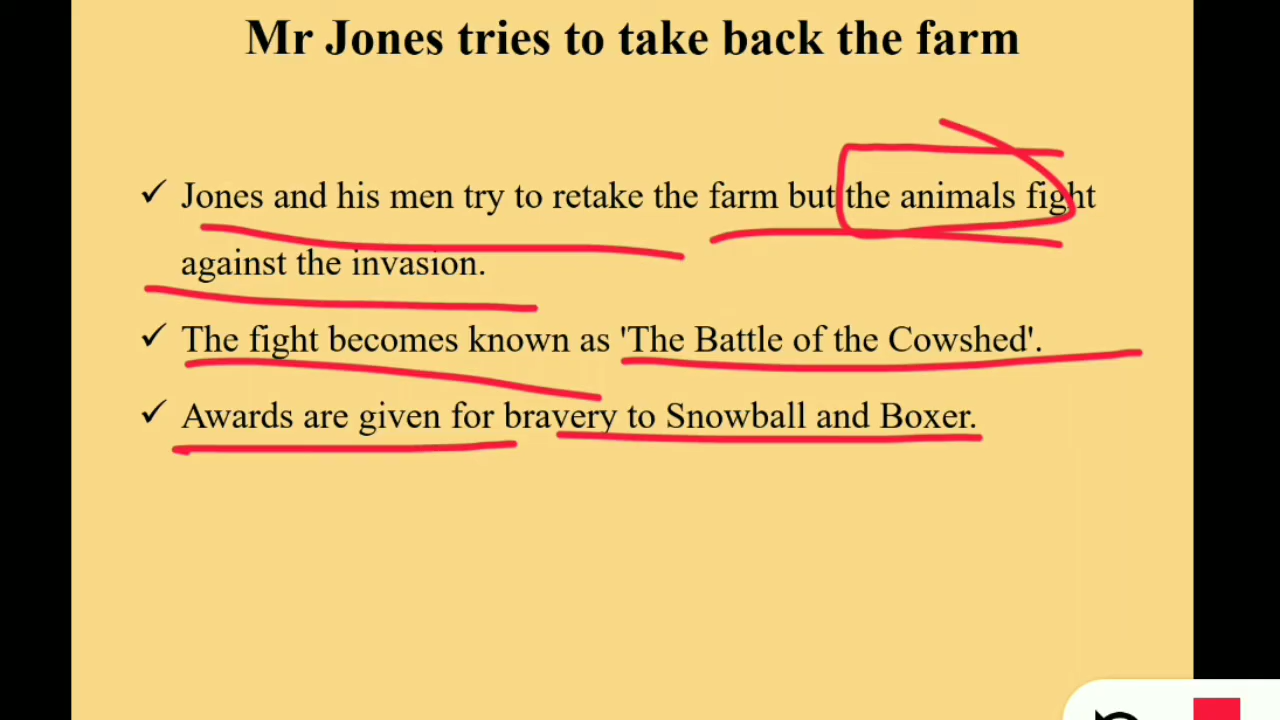 Mr Jones tries to take back the farm
✓ Jones and his men try to retake the farm but the animals fight
against the invasion.
✓ The fight becomes known as 'The Battle of the Cowshed'.
✓ Awards are given for bravery to Snowball and Boxer.